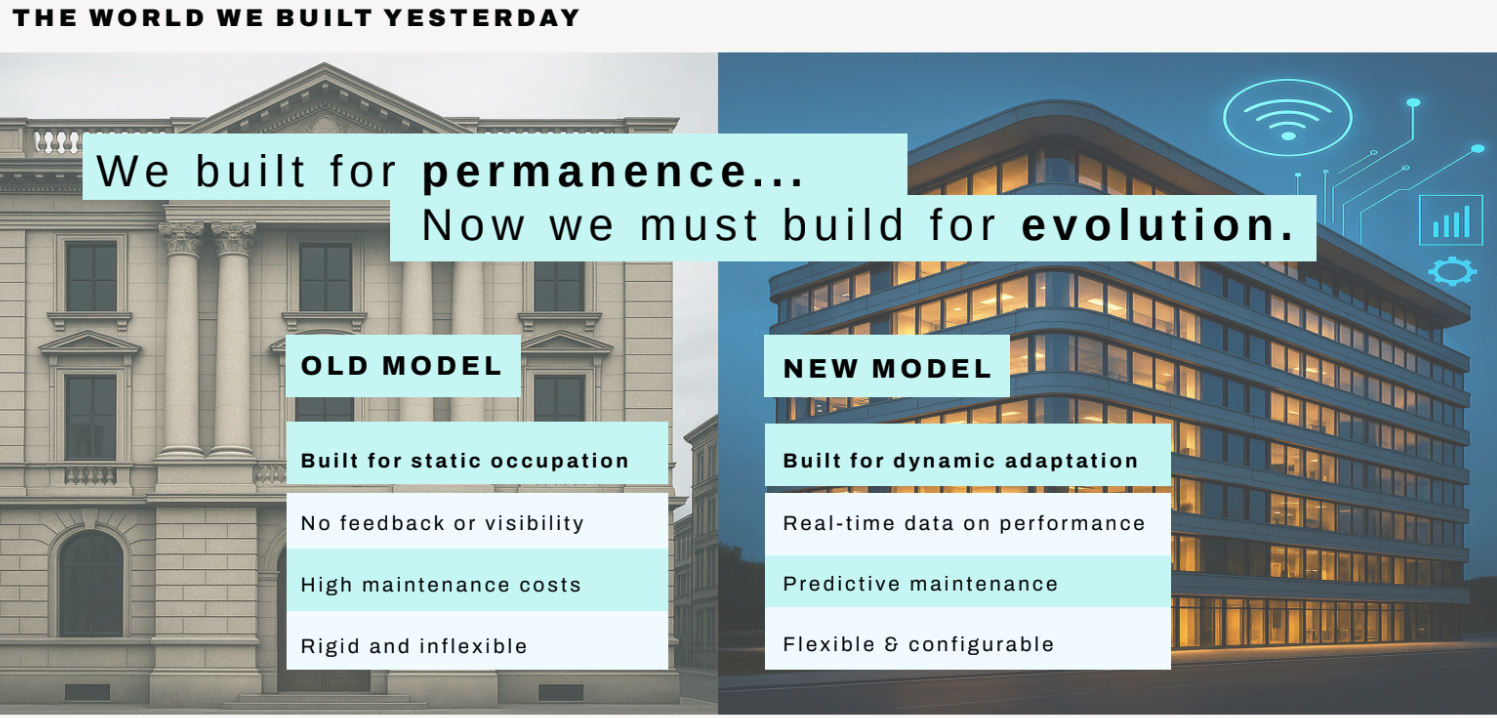 THE WORLD WE BUILT YESTERDAY
We built for permanence...
Now we must build for evolution.
OLD MODEL
Built for static occupation
No feedback or visibility
High maintenance costs
Rigid and inflexible
NEW MODEL
Built for dynamic adaptation
Real-time data on performance
Predictive maintenance
Flexible & configurable